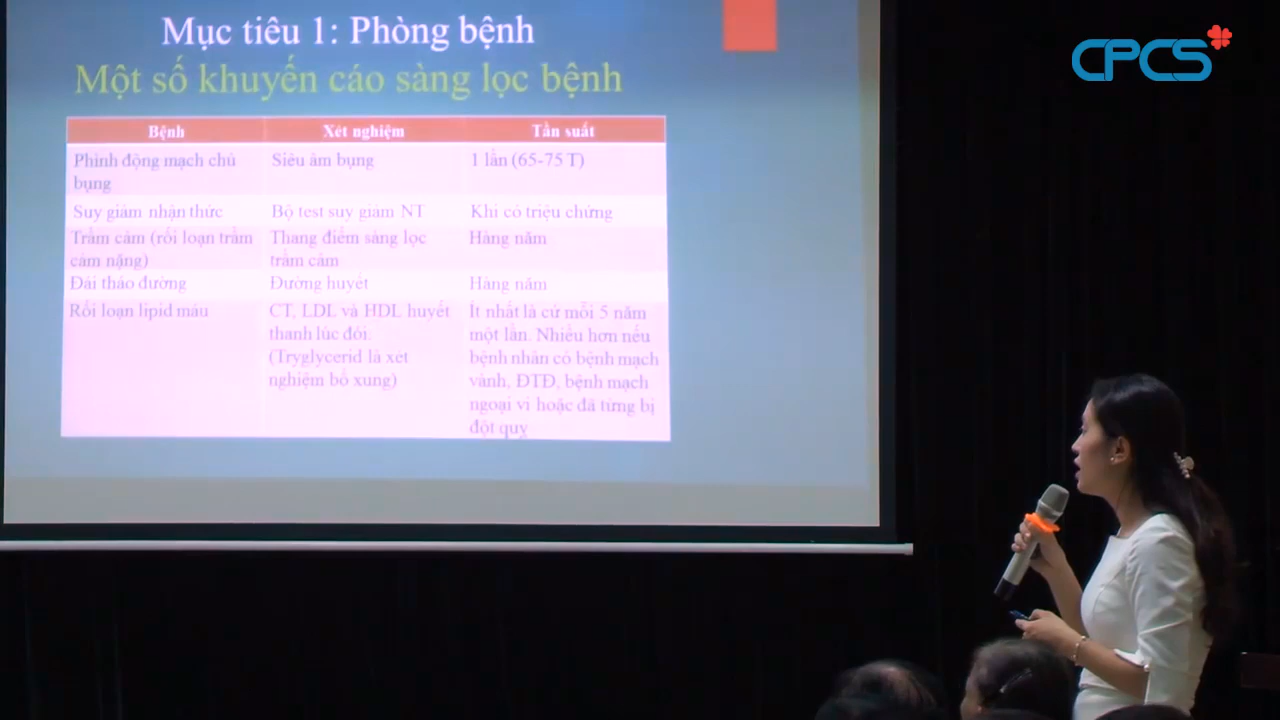 CPCS
Mục tiêu 1: Phòng bệnh
Một số khuyến cáo sàng lọc bệnh
Bệnh Xét nghiệm Tần suất
Phình động mạch chủ bụng Siêu âm bụng 1 lần (65-75 T)
Suy giảm nhận thức Bộ test suy giảm NT Khi có triệu chứng
Trầm cảm (rối loạn trầm cảm nặng) Thang điểm sàng lọc trầm cảm Hàng năm
Đái tháo đường Đường huyết Hàng năm
Rối loạn lipid máu CT, LDL và HDL huyết thanh lúc đói. (Tryglycerid là xét nghiệm bổ xung) Ít nhất là cứ mỗi 5 năm một lần. Nhiều hơn nếu bệnh nhân có bệnh mạch vành, ĐTĐ, bệnh mạch ngoại vi hoặc đã từng bị đột quỵ